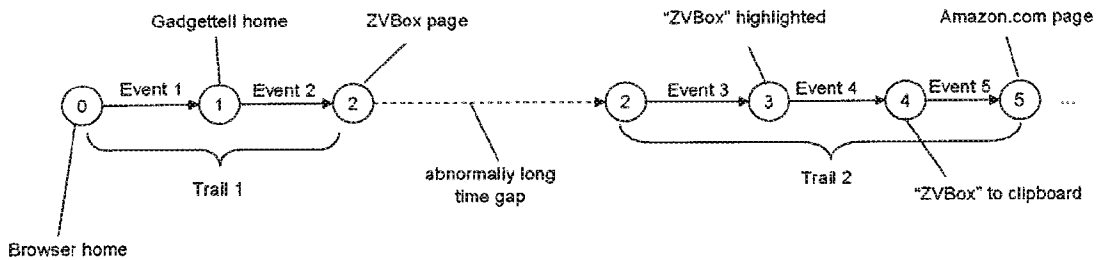 Gadgettell home
ZVBox page
"ZVBox" highlighted
Amazon.com page
Event 1
Event 2
Event 3
Event 4
Event 5
0
1
2
2
3
4
5
...
Trail 1
abnormally long
time gap
Trail 2
"ZVBox" to clipboard
Browser home